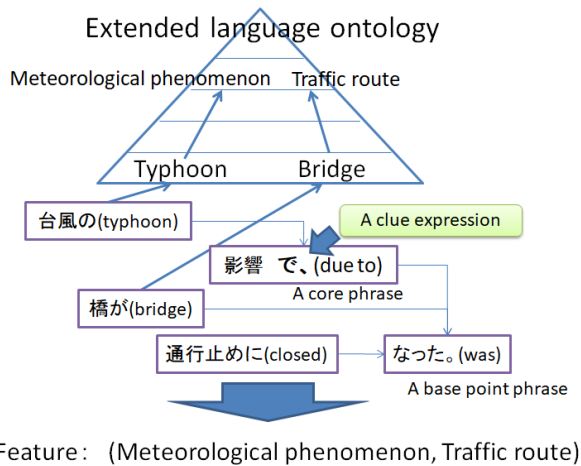 Extended language ontology
Meteorological phenomenon Traffic route
Typhoon Bridge
台風の(typhoon)
A clue expression
影響 で、(due to)
A core phrase
橋が(bridge)
通行止めに(closed) なった。(was)
A base point phrase
Feature: (Meteorological phenomenon, Traffic route)